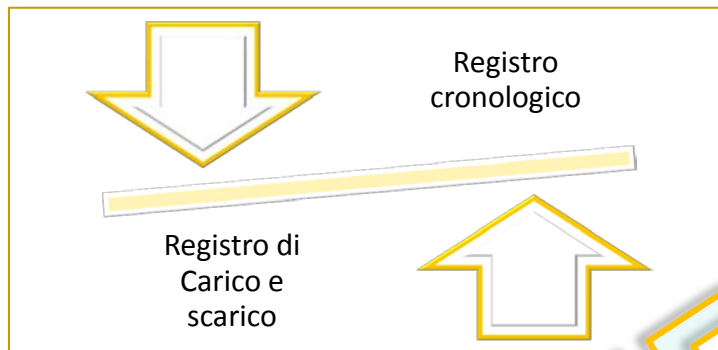 Registro
cronologico
Registro di
Carico e
scarico